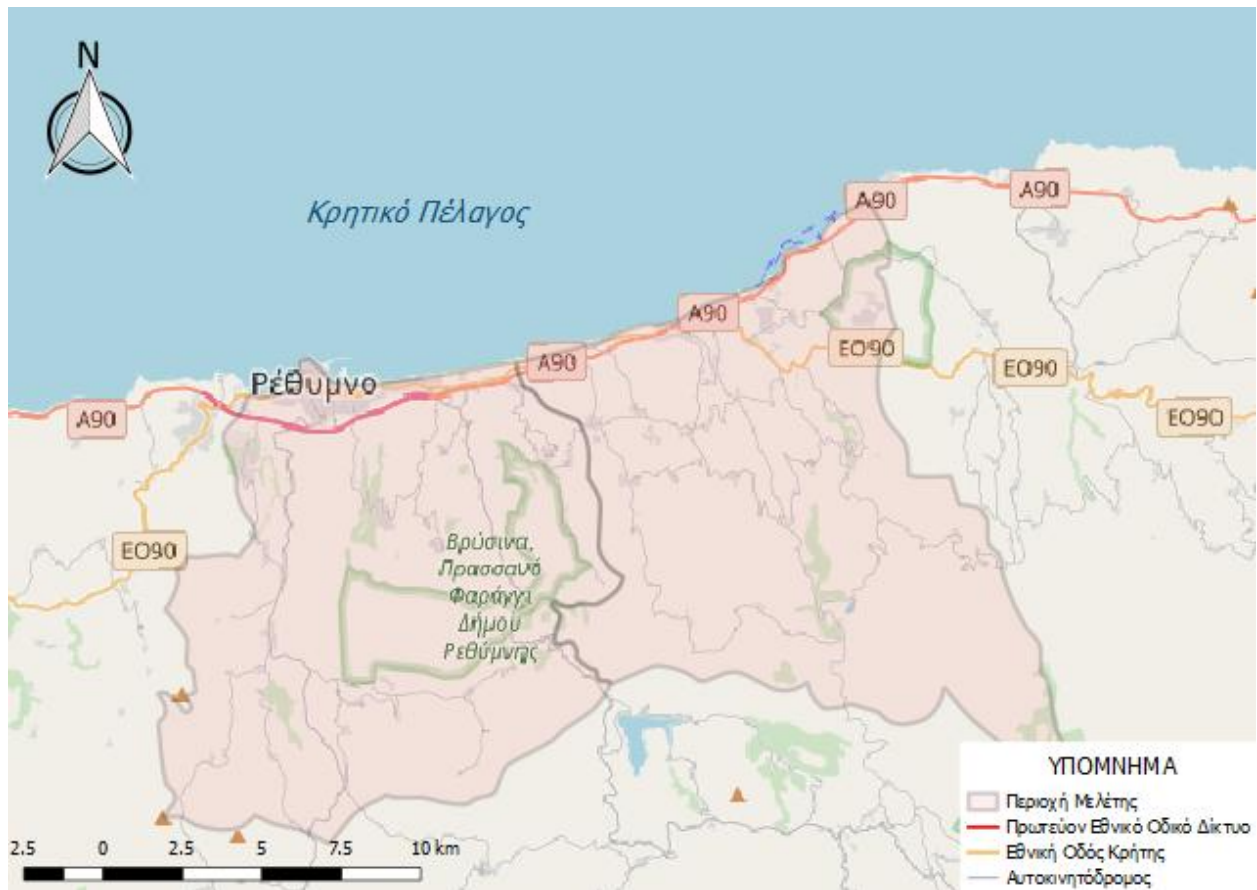 N
Κρητικό Πέλαγος
A90
A90
A90
A90
A90
EO90
EO90
EO90
EO90
Ρέθυμνο
Βρύσινα,
Πρασσανό
Φαράγγι
Δήμου
Ρεθύμνης
ΥΠΟΜΝΗΜΑ
Περιοχή Μελέτης
Πρωτεύον Εθνικό Οδικό Δίκτυο
Εθνική Οδός Κρήτης
Αυτοκινητόδρομος
2.5 0 2.5 5 7.5 10 km